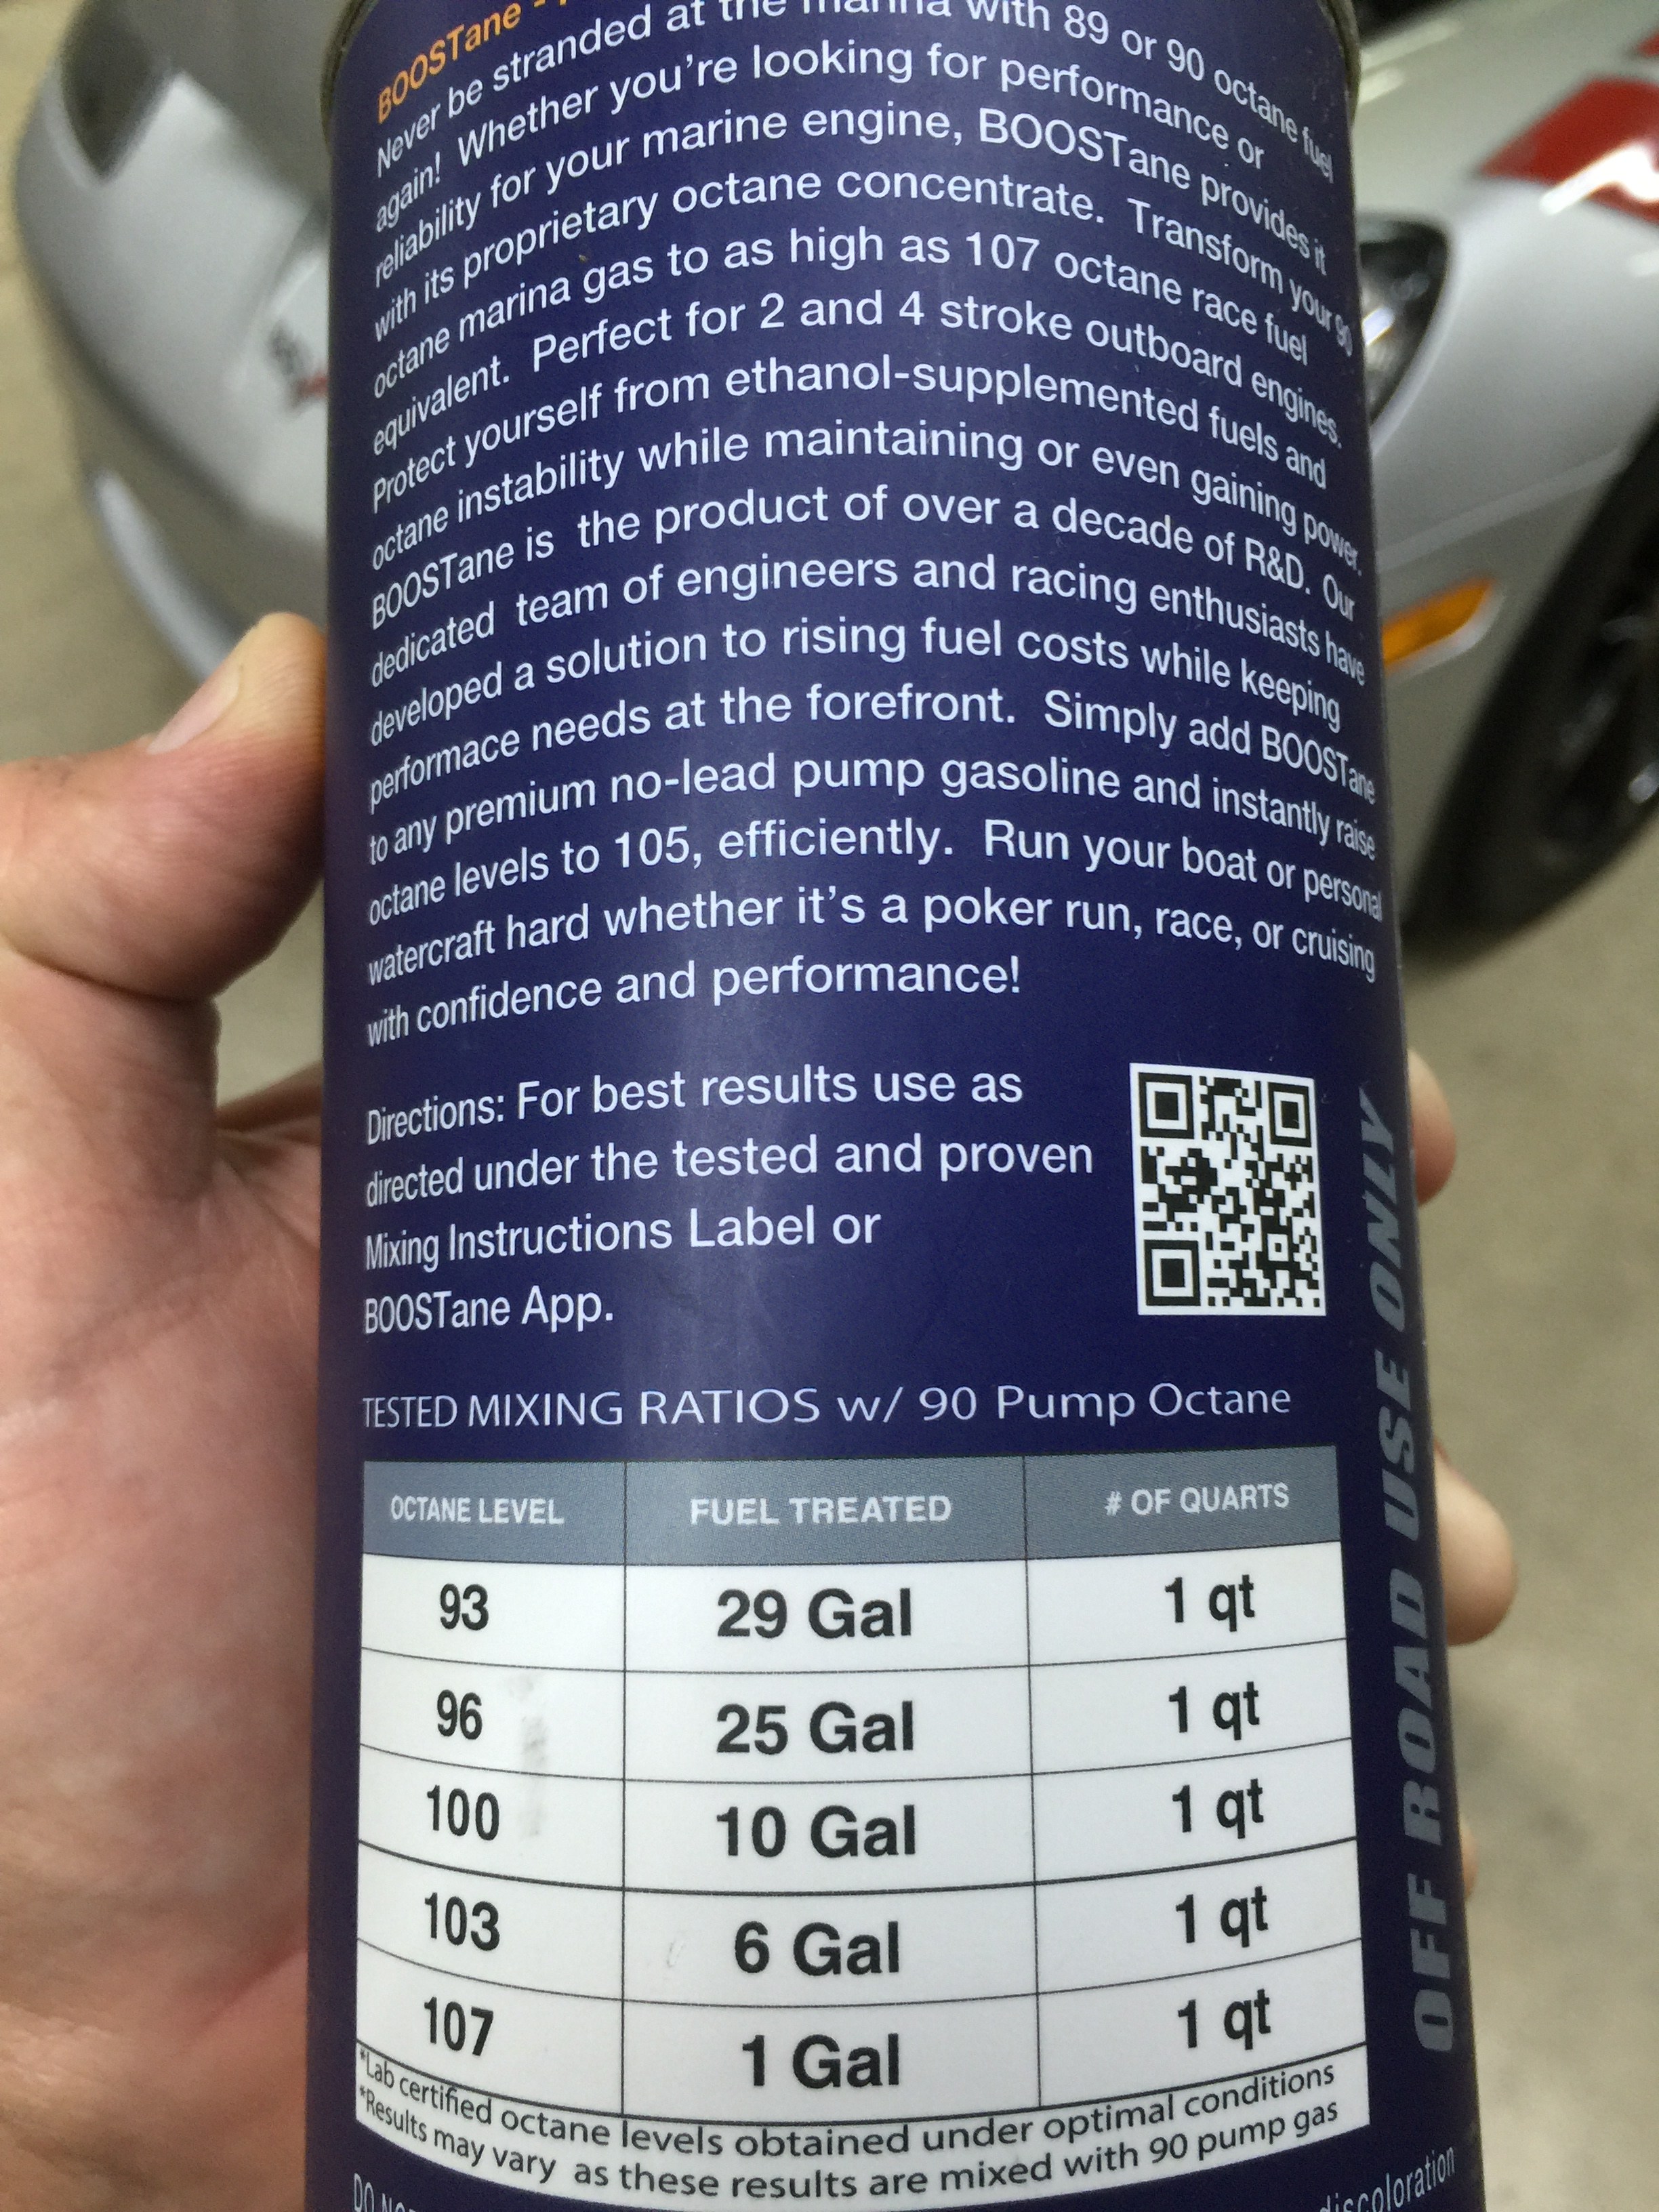 BOOSTane -
Never be stranded at the marina with 89 or 90 octane fuel
again! Whether you're looking for performance or
reliability for your marine engine, BOOSTane provides it
with its proprietary octane concentrate. Transform your 90
octane marina gas to as high as 107 octane race fuel
equivalent. Perfect for 2 and 4 stroke outboard engines.
Protect yourself from ethanol-supplemented fuels and
octane instability while maintaining or even gaining power.
BOOSTane is the product of over a decade of R&D. Our
dedicated team of engineers and racing enthusiasts have
developed a solution to rising fuel costs while keeping
performace needs at the forefront. Simply add BOOSTane
to any premium no-lead pump gasoline and instantly raise
octane levels to 105, efficiently. Run your boat or personal
watercraft hard whether it's a poker run, race, or cruising
with confidence and performance!
Directions: For best results use as
directed under the tested and proven
Mixing Instructions Label or
BOOSTane App.
OFF ROAD USE ONLY
TESTED MIXING RATIOS w/ 90 Pump Octane
OCTANE LEVEL FUEL TREATED # OF QUARTS
93 29 Gal 1 qt
96 25 Gal 1 qt
100 10 Gal 1 qt
103 6 Gal 1 qt
107 1 Gal 1 qt
*Lab certified octane levels obtained under optimal conditions
*Results may vary as these results are mixed with 90 pump gas
DO discoloration